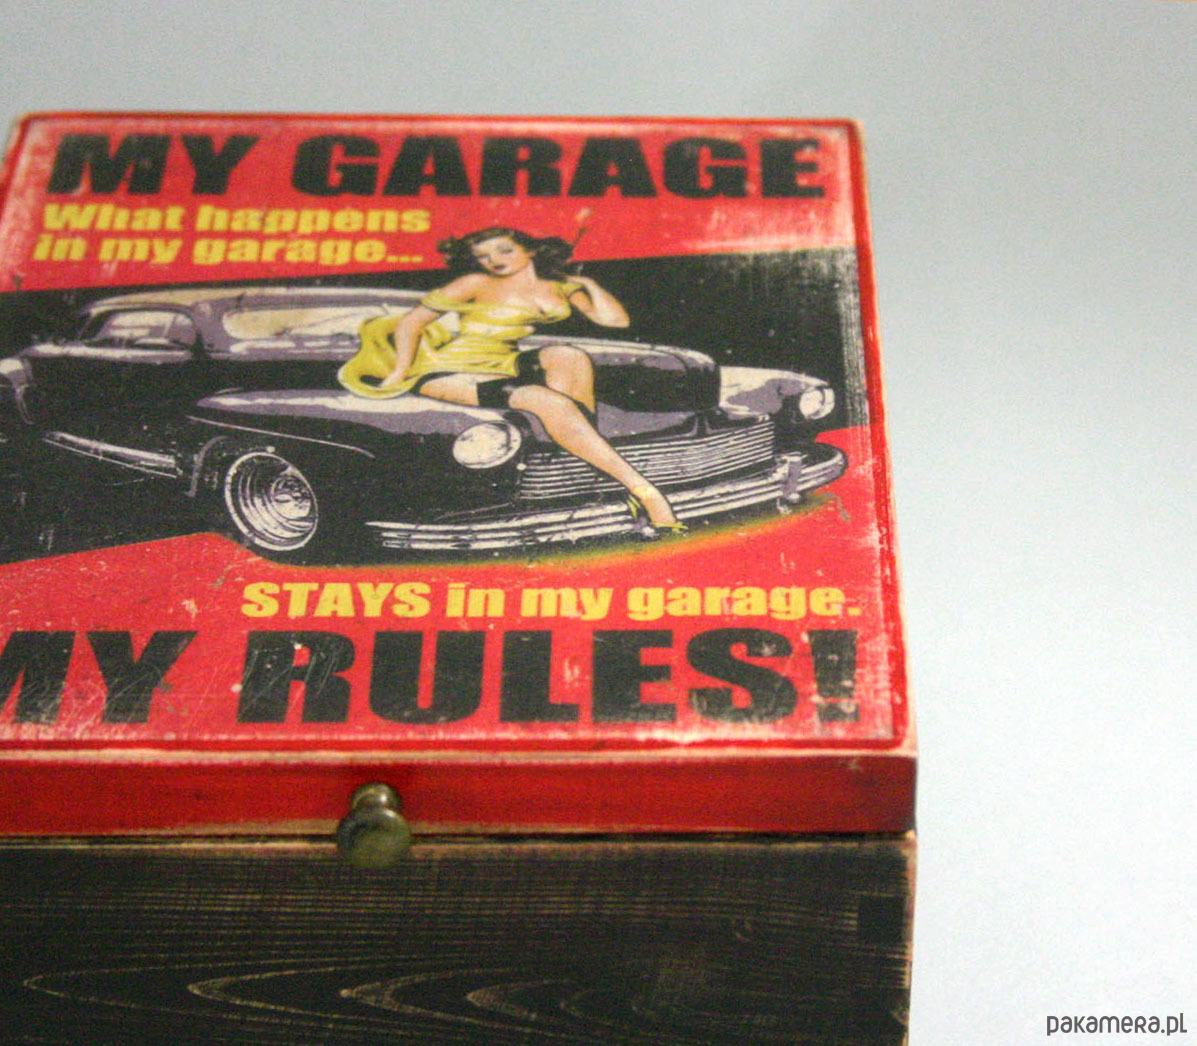 MY GARAGE
What happens
in my garage...
STAYS in my garage.
MY RULES!
pakamera.pl